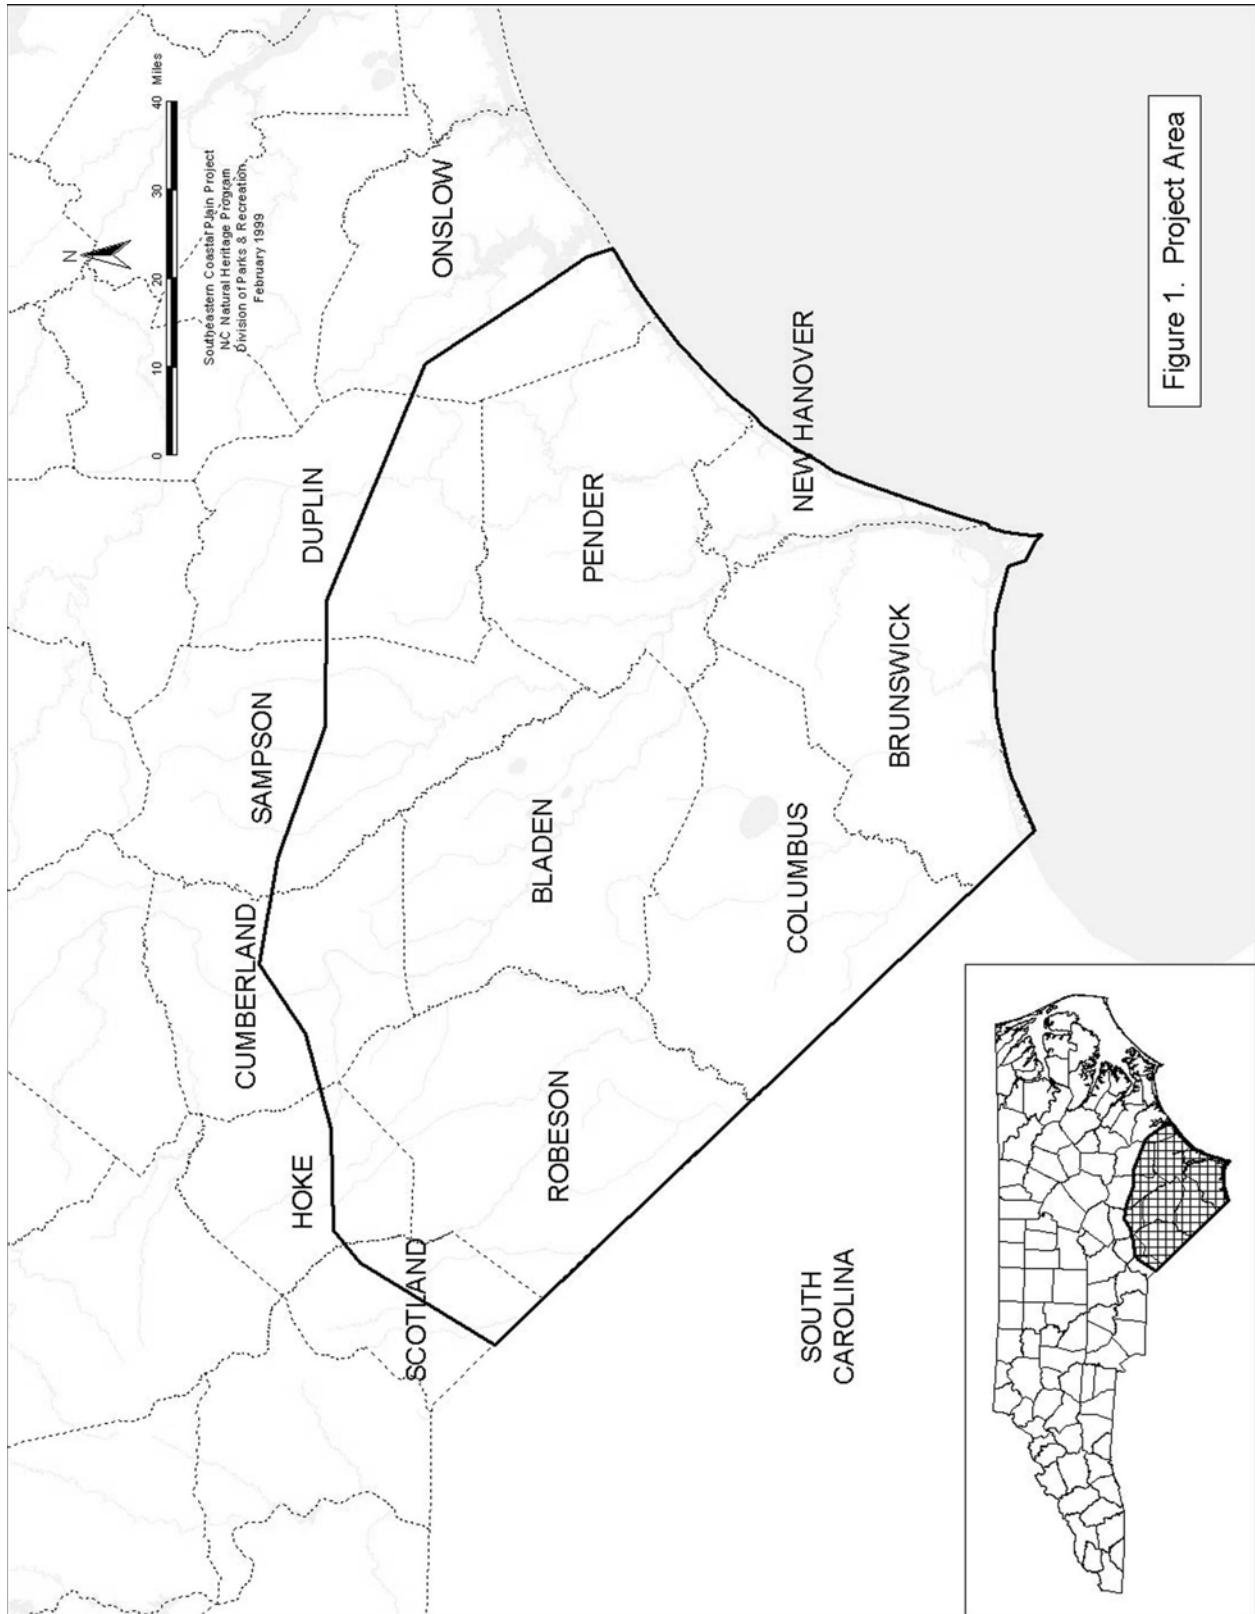 0 10 20 30 40 Miles
Southeastern Coastal Plain Project
NC Natural Heritage Program
Division of Parks & Recreation
February 1999
N
ONSLOW
DUPLIN
SAMPSON
CUMBERLAND
HOKE
SCOTLAND
PENDER
BLADEN
ROBESON
NEW HANOVER
COLUMBUS
BRUNSWICK
SOUTH
CAROLINA
Figure 1. Project Area